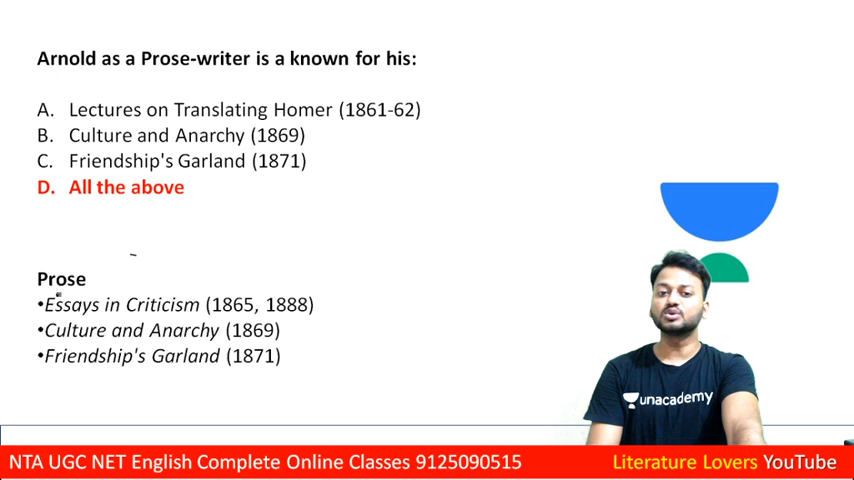 Arnold as a Prose-writer is a known for his:
A. Lectures on Translating Homer (1861-62)
B. Culture and Anarchy (1869)
C. Friendship's Garland (1871)
D. All the above
Prose
•Essays in Criticism (1865, 1888)
•Culture and Anarchy (1869)
•Friendship's Garland (1871)
unacademy
NTA UGC NET English Complete Online Classes 9125090515 Literature Lovers YouTube